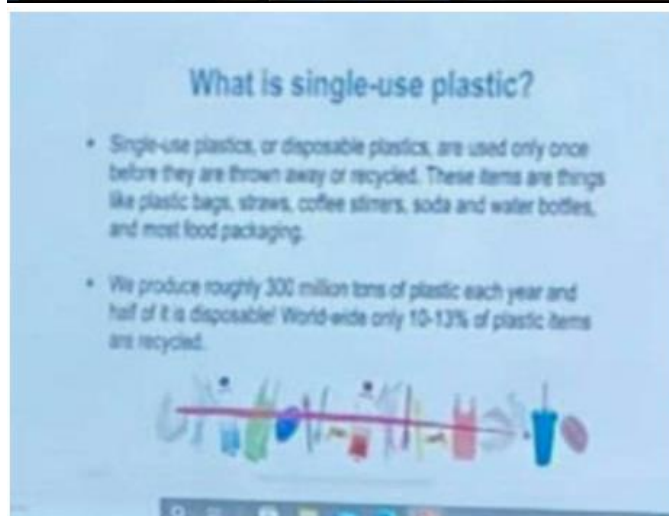 What is single-use plastic?
• Single-use plastics, or disposable plastics, are used only once
before they are thrown away or recycled. These items are things
like plastic bags, straws, coffee stirrers, soda and water bottles,
and most food packaging.
• We produce roughly 300 million tons of plastic each year and
half of it is disposable! World-wide only 10-13% of plastic items
are recycled.